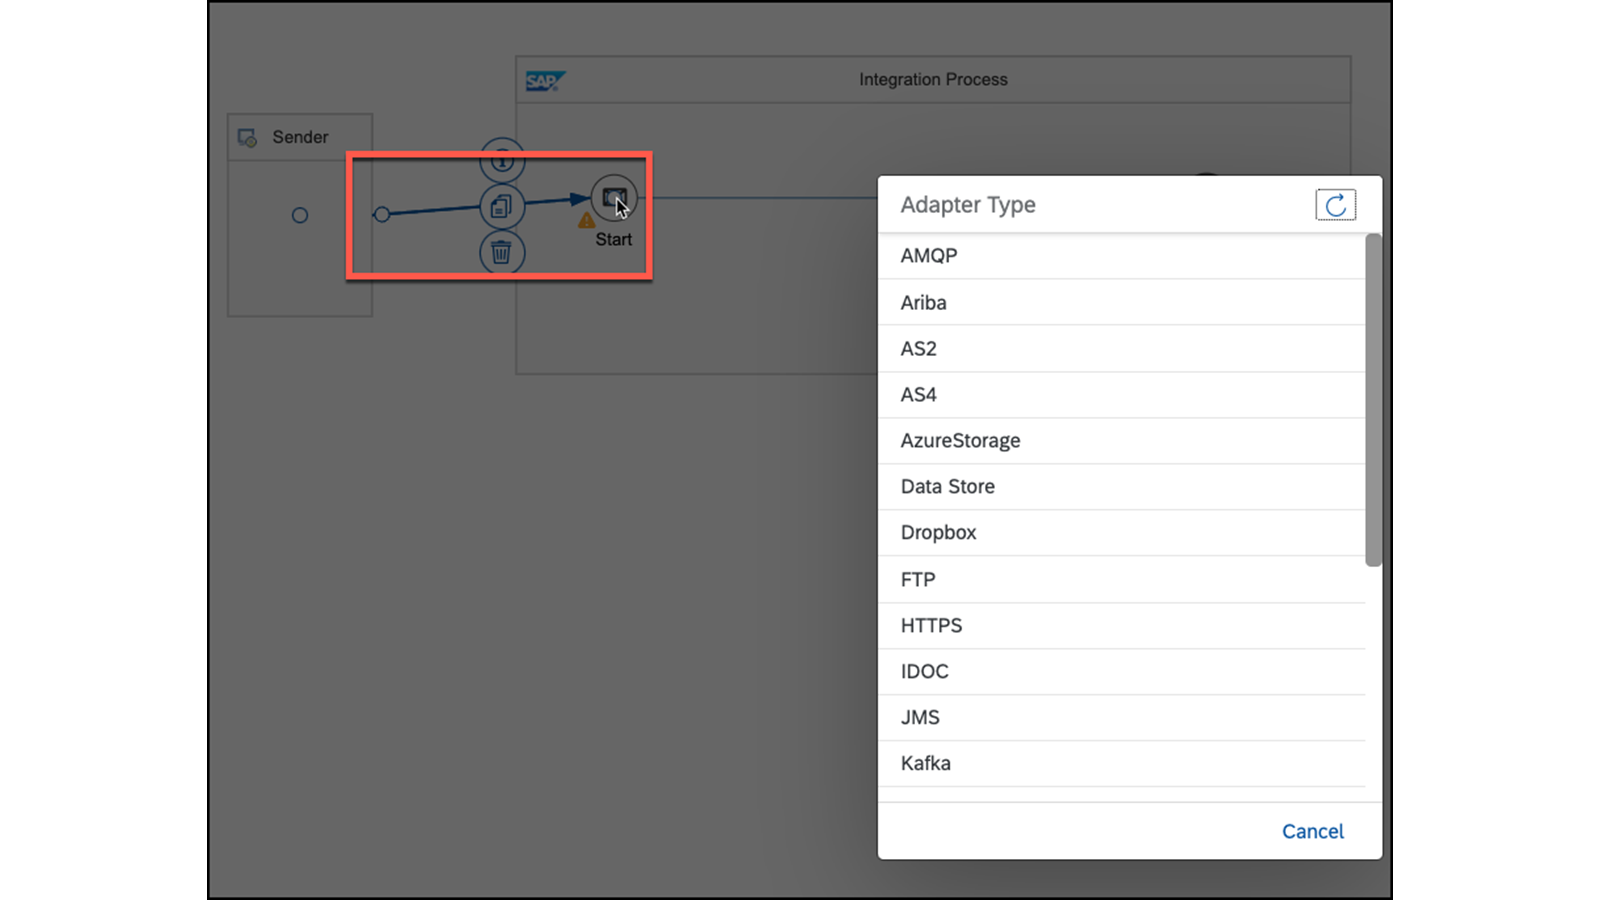 SAP
Integration Process
Sender
Start
Adapter Type
AMQP
Ariba
AS2
AS4
AzureStorage
Data Store
Dropbox
FTP
HTTPS
IDOC
JMS
Kafka
Cancel